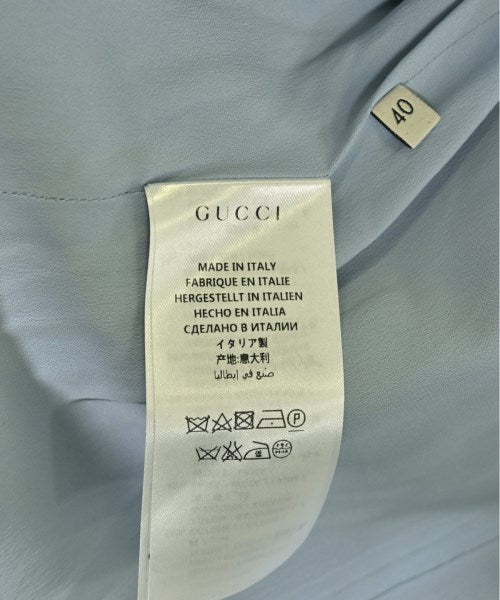 40
GUCCI
MADE IN ITALY
FABRIQUE EN ITALIE
HERGESTELLT IN ITALIEN
HECHO EN ITALIA
СДЕЛАНО В ИТАЛИИ
イタリア製
产地:意大利
صنع في إيطاليا
P